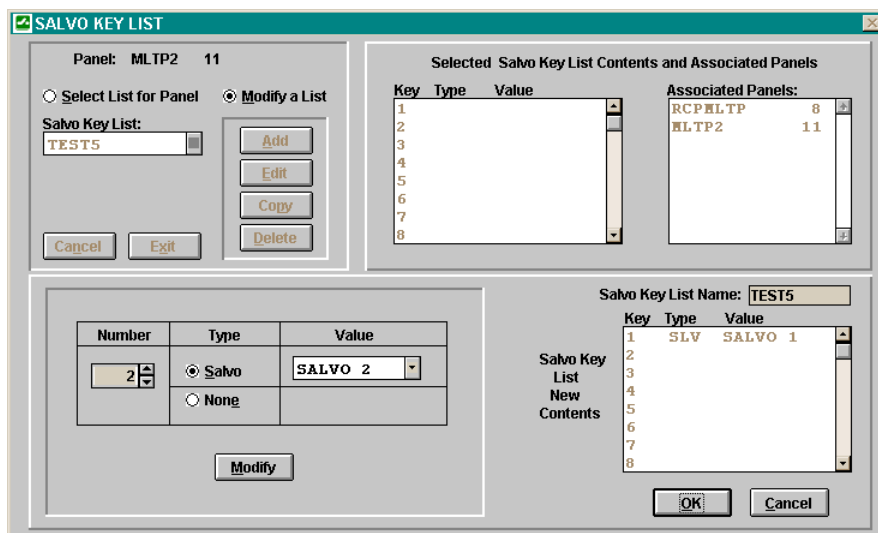 SALVO KEY LIST
Panel: MLTP2 11
Select List for Panel Modify a List
Salvo Key List:
TEST5
Add
Edit
Copy
Delete
Cancel Exit
Selected Salvo Key List Contents and Associated Panels
Key Type Value
1
2
3
4
5
6
7
8
Associated Panels:
RCPMLTP 8
MLTP2 11
Number Type Value
2 Salvo SALVO 2
None
Modify
Salvo Key List Name: TEST5
Salvo Key
List
New
Contents
Key Type Value
1 SLV SALVO 1
2
3
4
5
6
7
8
OK Cancel